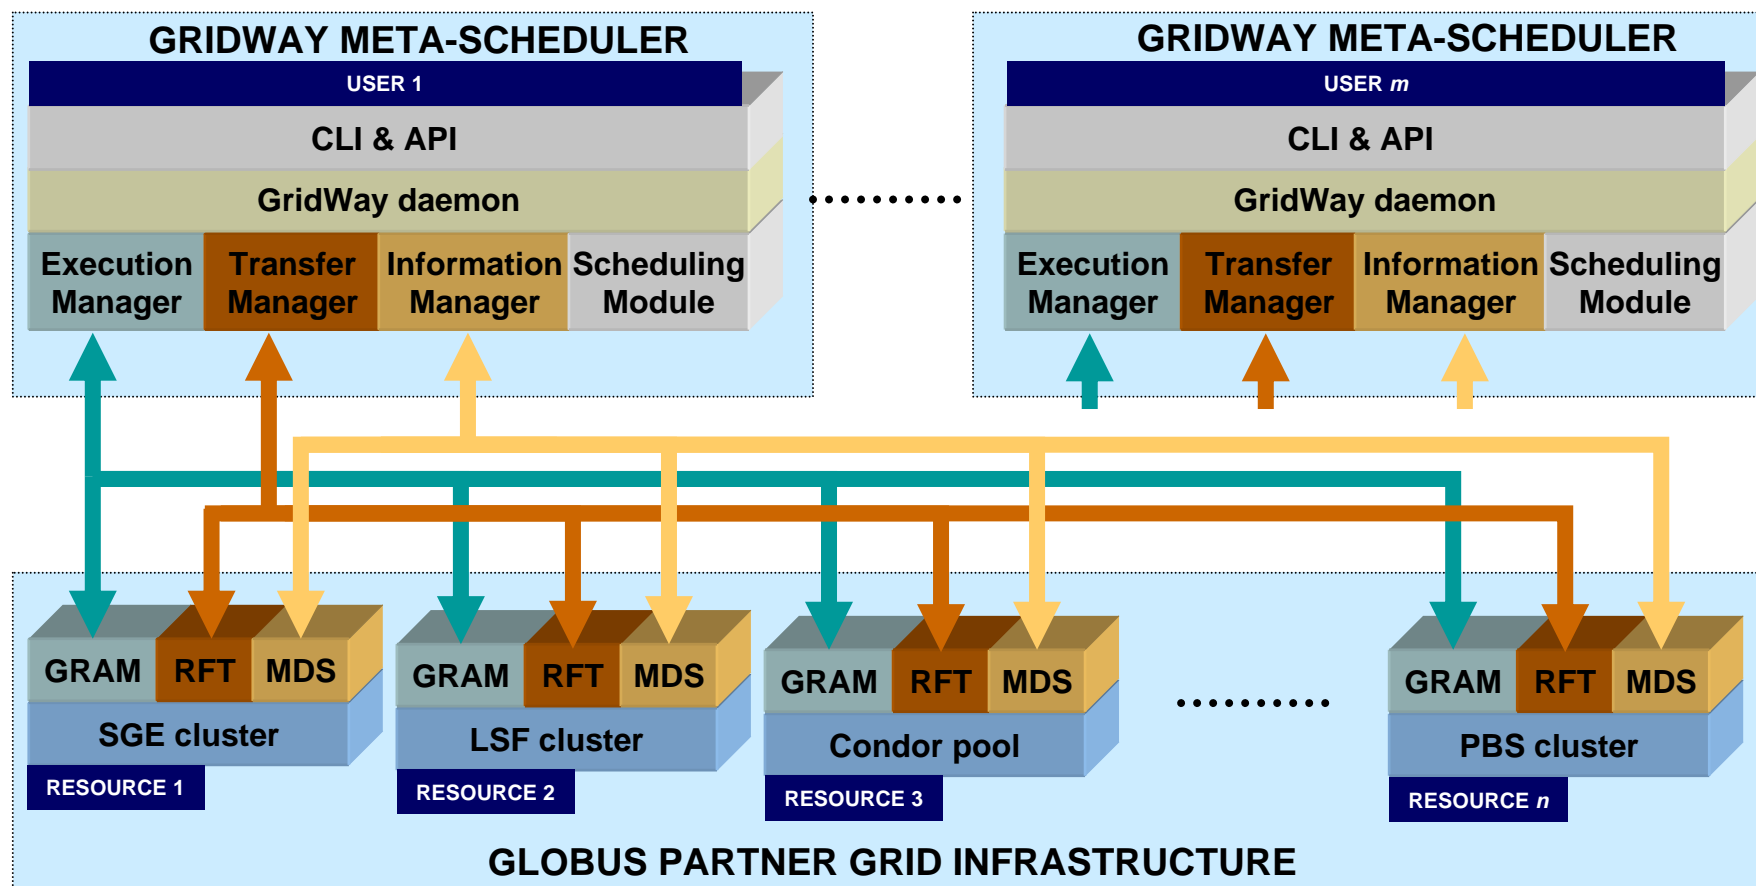 GRIDWAY META-SCHEDULER
USER 1
CLI & API
GridWay daemon
Execution Manager
Transfer Manager
Information Manager
Scheduling Module
GRIDWAY META-SCHEDULER
USER m
CLI & API
GridWay daemon
Execution Manager
Transfer Manager
Information Manager
Scheduling Module
GRAM RFT MDS
SGE cluster
RESOURCE 1
GRAM RFT MDS
LSF cluster
RESOURCE 2
GRAM RFT MDS
Condor pool
RESOURCE 3
GRAM RFT MDS
PBS cluster
RESOURCE n
GLOBUS PARTNER GRID INFRASTRUCTURE